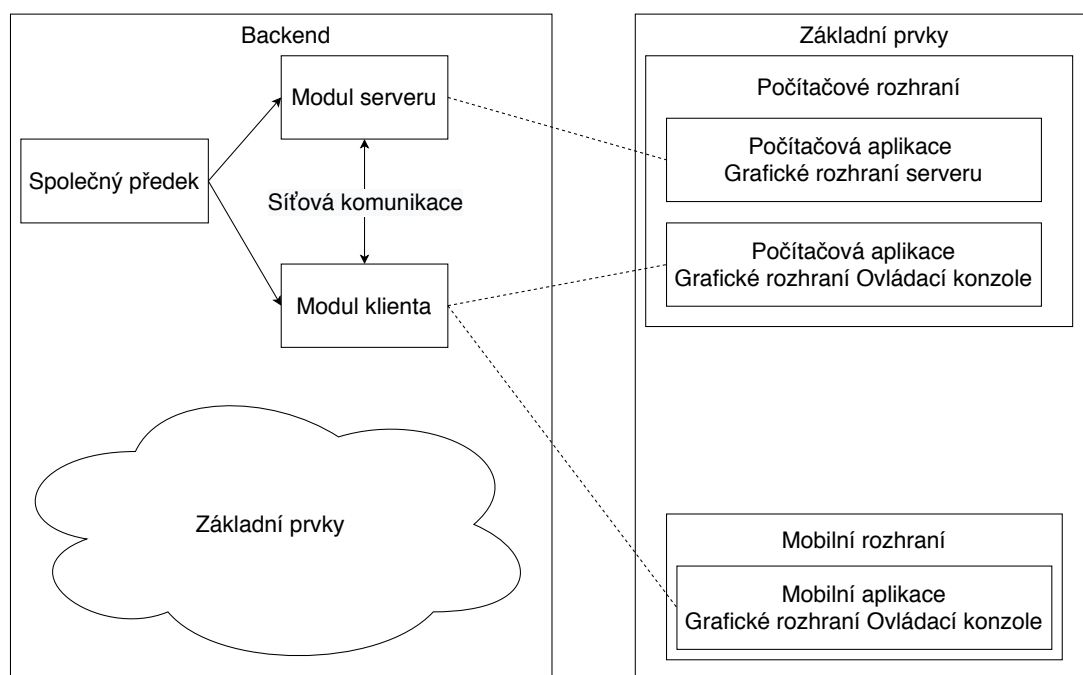 Backend
Modul serveru
Společný předek
Síťová komunikace
Modul klienta
Základní prvky
Základní prvky
Počítačové rozhraní
Počítačová aplikace
Grafické rozhraní serveru
Počítačová aplikace
Grafické rozhraní Ovládací konzole
Mobilní rozhraní
Mobilní aplikace
Grafické rozhraní Ovládací konzole